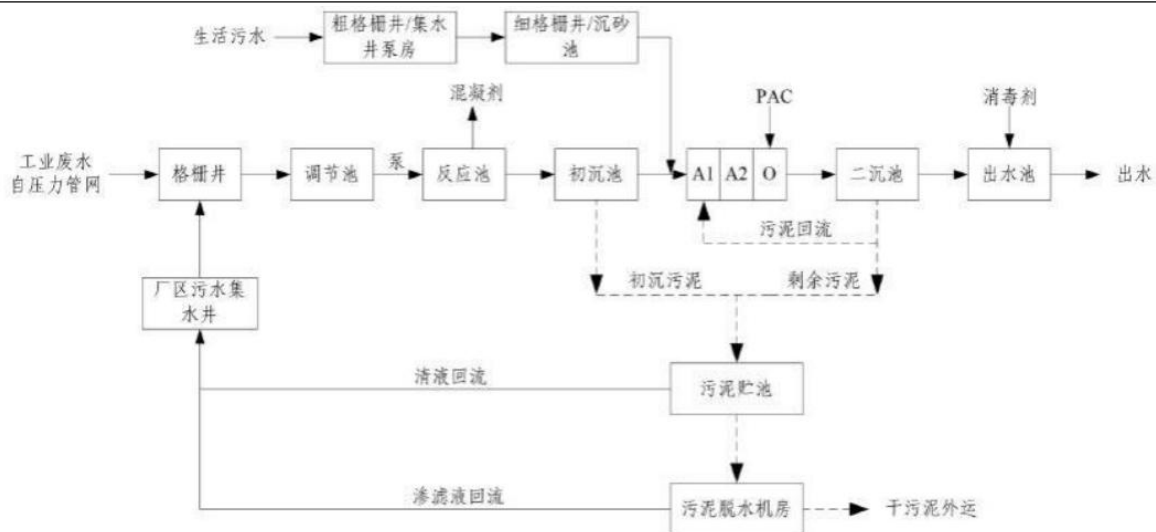 生活污水
粗格栅井/集水
井泵房
细格栅井/沉砂
池
混凝剂
PAC
消毒剂
工业废水
自压力管网
格栅井
调节池
泵
反应池
初沉池
A1
A2
O
二沉池
出水池
出水
污泥回流
初沉污泥
剩余污泥
厂区污水集
水井
清液回流
污泥贮池
渗滤液回流
污泥脱水机房
干污泥外运